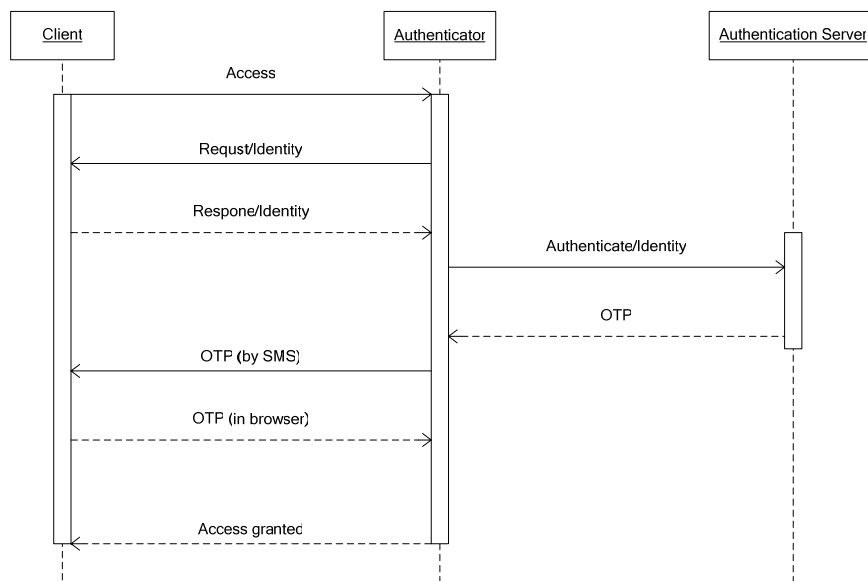 Client
Authenticator
Authentication Server
Access
Requst/Identity
Respone/Identity
Authenticate/Identity
OTP
OTP (by SMS)
OTP (in browser)
Access granted